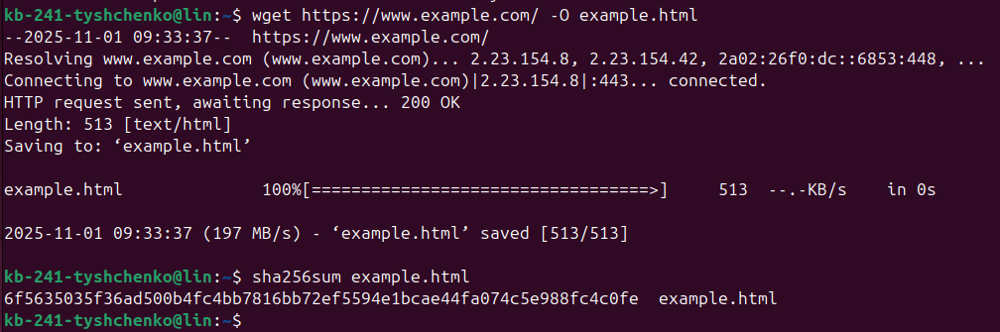 kb-241-tyshchenko@lin:~$ wget https://www.example.com/ -O example.html
--2025-11-01 09:33:37--  https://www.example.com/
Resolving www.example.com (www.example.com)... 2.23.154.8, 2.23.154.42, 2a02:26f0:dc::6853:448, ...
Connecting to www.example.com (www.example.com)|2.23.154.8|:443... connected.
HTTP request sent, awaiting response... 200 OK
Length: 513 [text/html]
Saving to: ‘example.html’
example.html              100%[==================================>]     513  --.-KB/s    in 0s
2025-11-01 09:33:37 (197 MB/s) - ‘example.html’ saved [513/513]
kb-241-tyshchenko@lin:~$ sha256sum example.html
6f5635035f36ad500b4fc4bb7816bb72ef5594e1bcae44fa074c5e988fc4c0fe  example.html
kb-241-tyshchenko@lin:~$